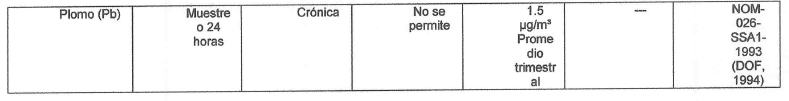 Plomo (Pb)
Muestre
o 24
horas
Crónica
No se
permite
1.5
µg/m³
Prome
dio
trimestr
al
---
NOM-
026-
SSA1-
1993
(DOF,
1994)